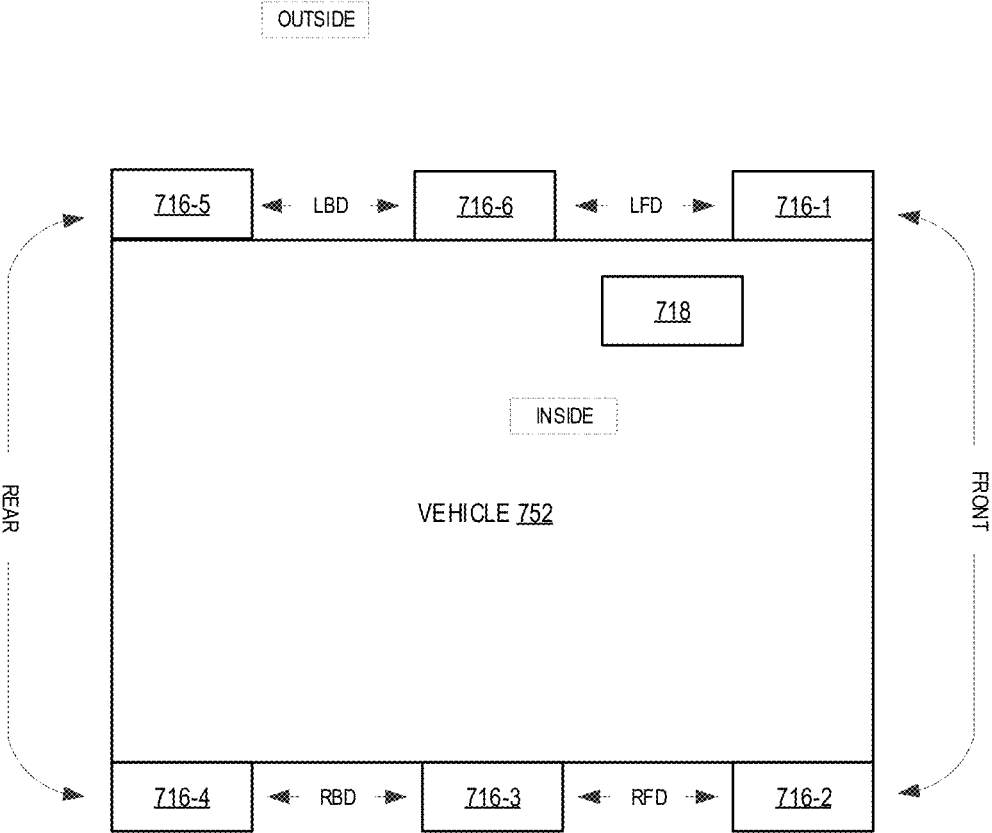 OUTSIDE
716-5
LBD
716-6
LFD
716-1
718
INSIDE
REAR
VEHICLE 752
FRONT
716-4
RBD
716-3
RFD
716-2